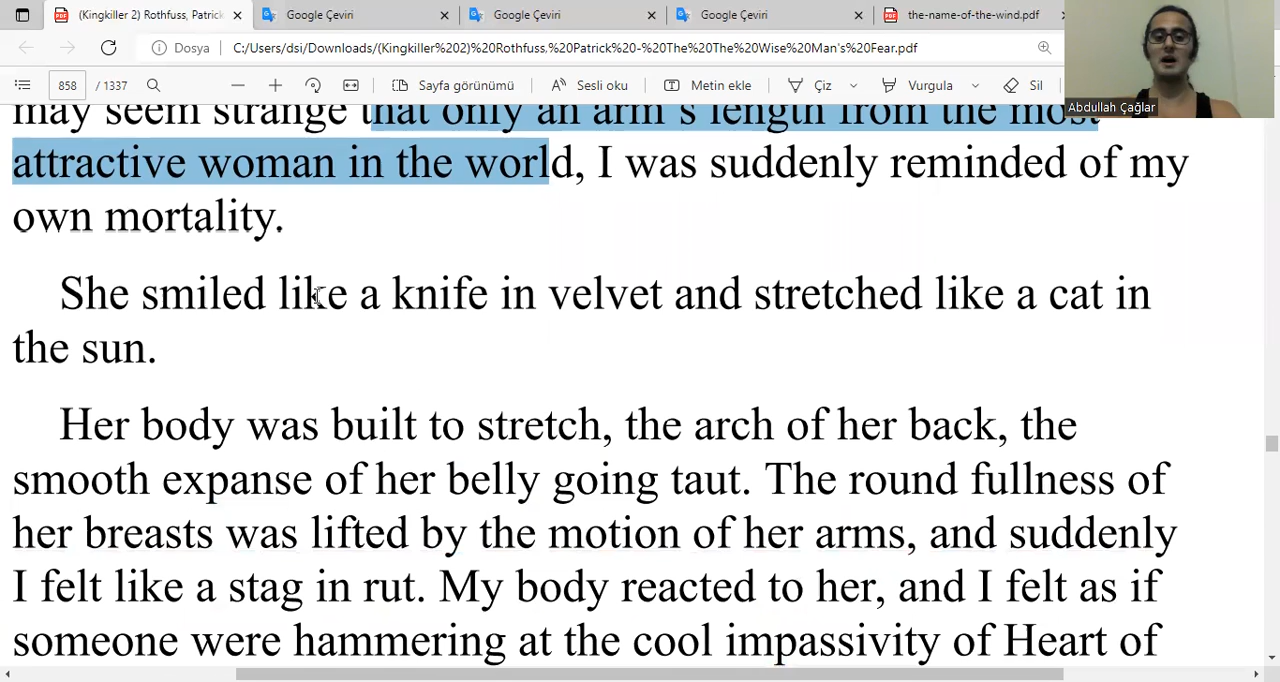 (Kingkiller 2) Rothfuss, Patrick
Google Çeviri
Google Çeviri
Google Çeviri
the-name-of-the-wind.pdf
Dosya
C:/Users/dsi/Downloads/(Kingkiller%202)%20Rothfuss,%20Patrick%20-%20The%20The%20Wise%20Man's%20Fear.pdf
858 / 1337
Sayfa görünümü
Sesli oku
Metin ekle
Çiz
Vurgula
Sil
Abdullah Çağlar
may seem strange that only an arm's length from the most
attractive woman in the world, I was suddenly reminded of my
own mortality.
She smiled like a knife in velvet and stretched like a cat in
the sun.
Her body was built to stretch, the arch of her back, the
smooth expanse of her belly going taut. The round fullness of
her breasts was lifted by the motion of her arms, and suddenly
I felt like a stag in rut. My body reacted to her, and I felt as if
someone were hammering at the cool impassivity of Heart of